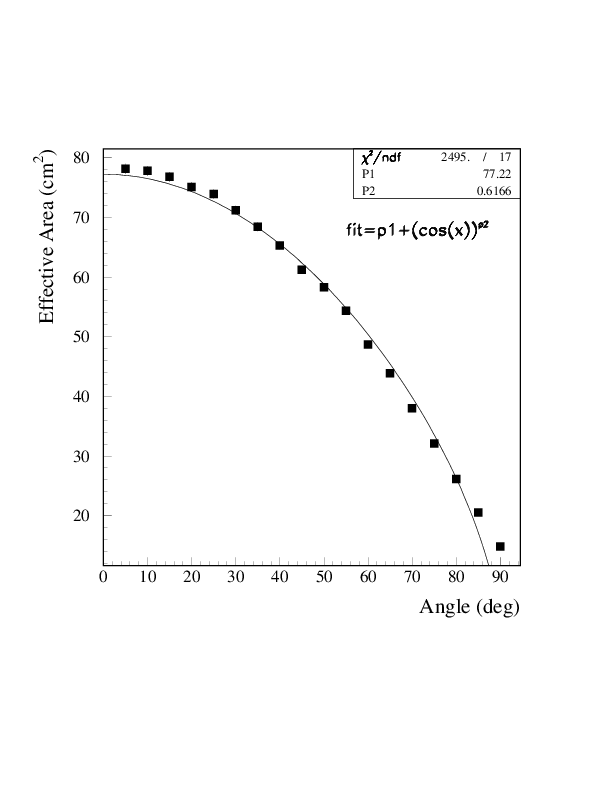 χ²/ndf 2495. / 17
P1 77.22
P2 0.6166
fit=p1+(cos(x))ᵖ²
Effective Area (cm²)
80
70
60
50
40
30
20
0 10 20 30 40 50 60 70 80 90
Angle (deg)